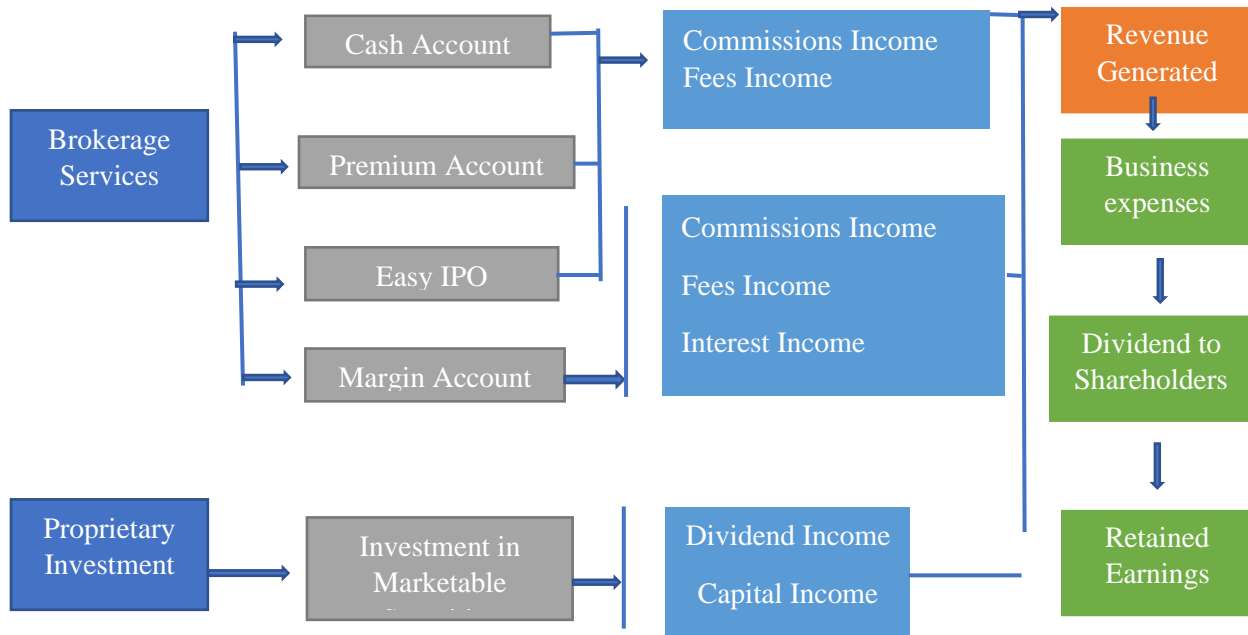 Brokerage
Services
Cash Account
Premium Account
Easy IPO
Margin Account
Commissions Income
Fees Income
Commissions Income
Fees Income
Interest Income
Revenue
Generated
Business
expenses
Dividend to
Shareholders
Retained
Earnings
Proprietary
Investment
Investment in
Marketable
Dividend Income
Capital Income